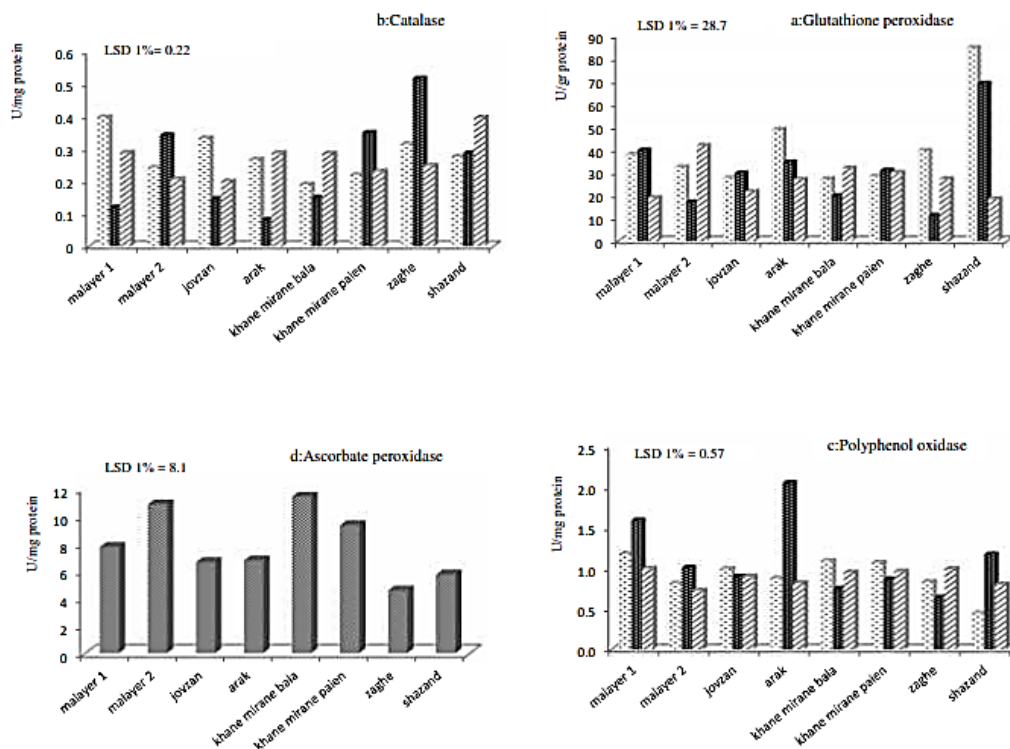 b:Catalase
LSD 1%= 0.22
U/mg protein
0.6
0.5
0.4
0.3
0.2
0.1
0
malayer 1
malayer 2
jovzan
arak
khane mirane bala
khane mirane paien
zaghe
shazand
a:Glutathione peroxidase
LSD 1% = 28.7
U/gr protein
90
80
70
60
50
40
30
20
10
0
malayer 1
malayer 2
jovzan
arak
khane mirane bala
khane mirane paien
zaghe
shazand
d:Ascorbate peroxidase
LSD 1% = 8.1
U/mg protein
12
10
8
6
4
2
0
malayer 1
malayer 2
jovzan
arak
khane mirane bala
khane mirane paien
zaghe
shazand
c:Polyphenol oxidase
LSD 1% = 0.57
U/mg protein
2.5
2.0
1.5
1.0
0.5
0.0
malayer 1
malayer 2
jovzan
arak
khane mirane bala
khane mirane paien
zaghe
shazand